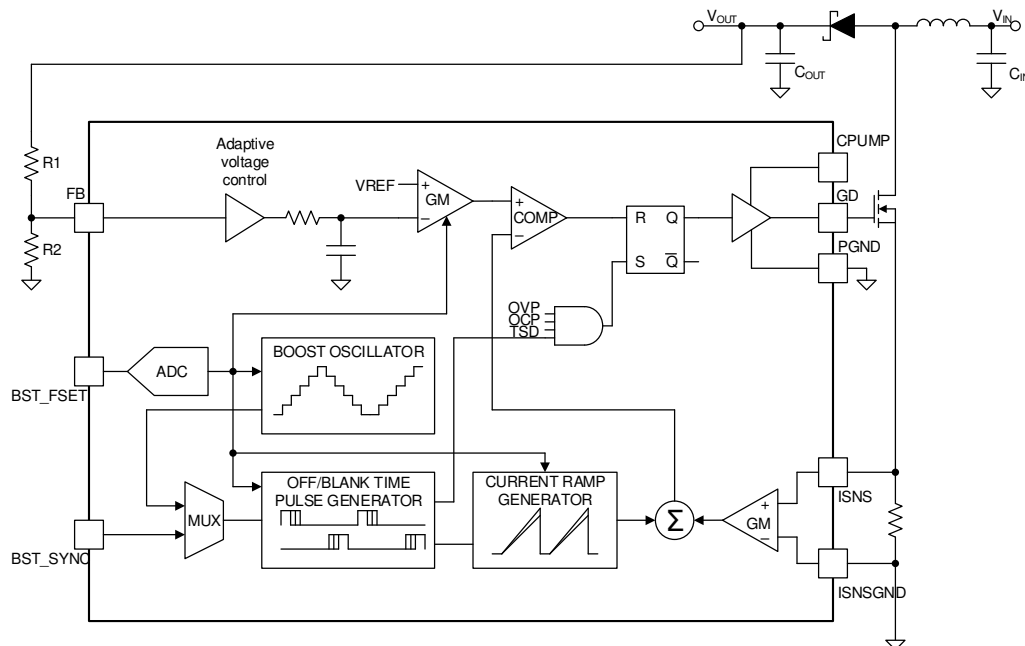 VOUT
VIN
COUT
CIN
CPUMP
Adaptive
voltage
control
R1
FB
VREF
+
GM
−
+
COMP
−
R Q
S Q
GD
R2
PGND
OVP
OCP
TSD
BOOST OSCILLATOR
ADC
BST_FSET
OFF/BLANK TIME
PULSE GENERATOR
CURRENT RAMP
GENERATOR
ISNS
MUX
Σ
+
GM
−
BST_SYNC
ISNSGND